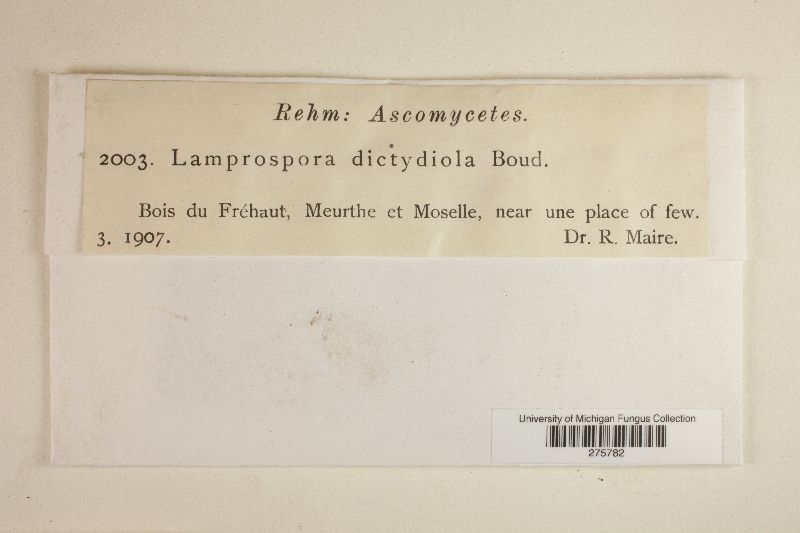 Rehm: Ascomycetes.
2003. Lamprospora dictydiola Boud.
Bois du Fréhaut, Meurthe et Moselle, near une place of few.
3. 1907. Dr. R. Maire.
University of Michigan Fungus Collection
275782